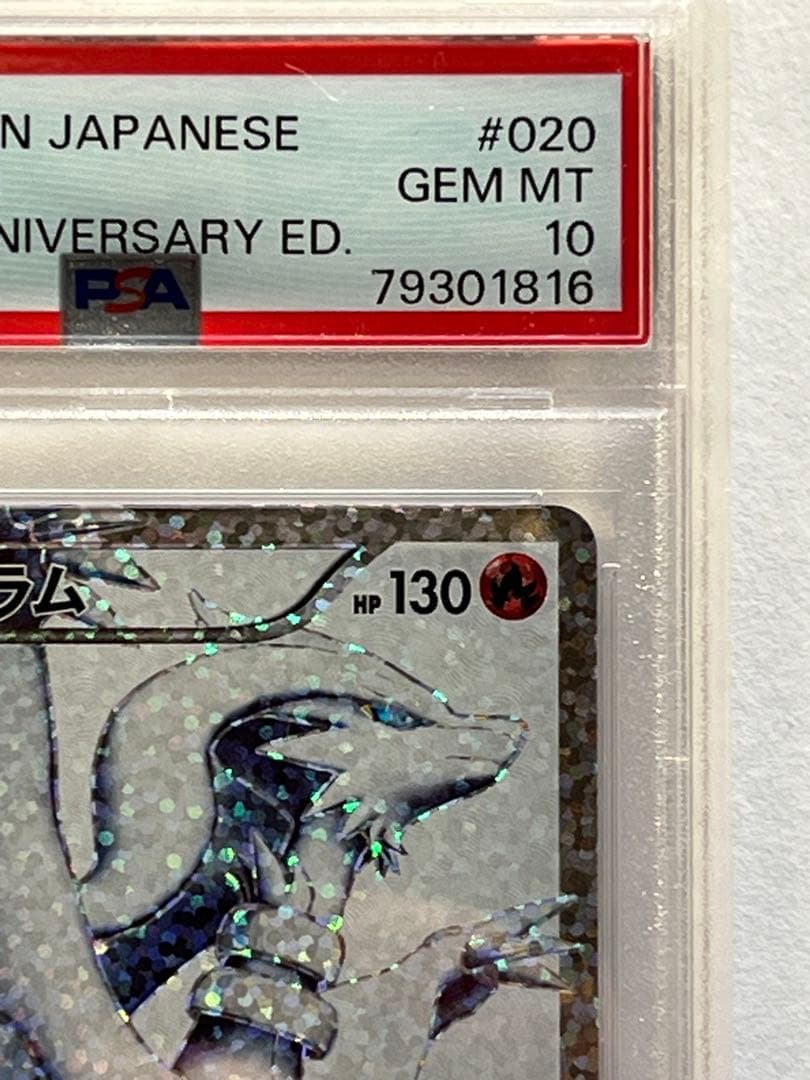 N JAPANESE #020
GEM MT
NIVERSARY ED. 10
PSA 79301816
ラム HP 130